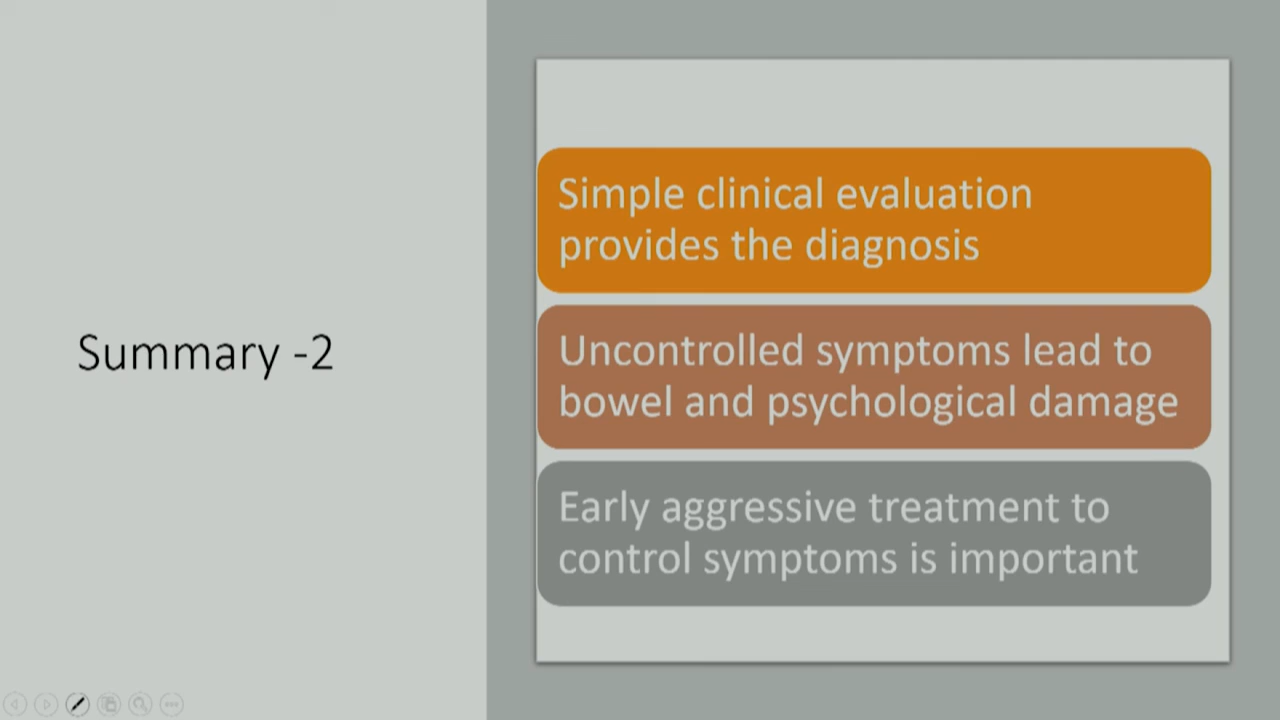 Summary -2
Simple clinical evaluation
provides the diagnosis
Uncontrolled symptoms lead to
bowel and psychological damage
Early aggressive treatment to
control symptoms is important